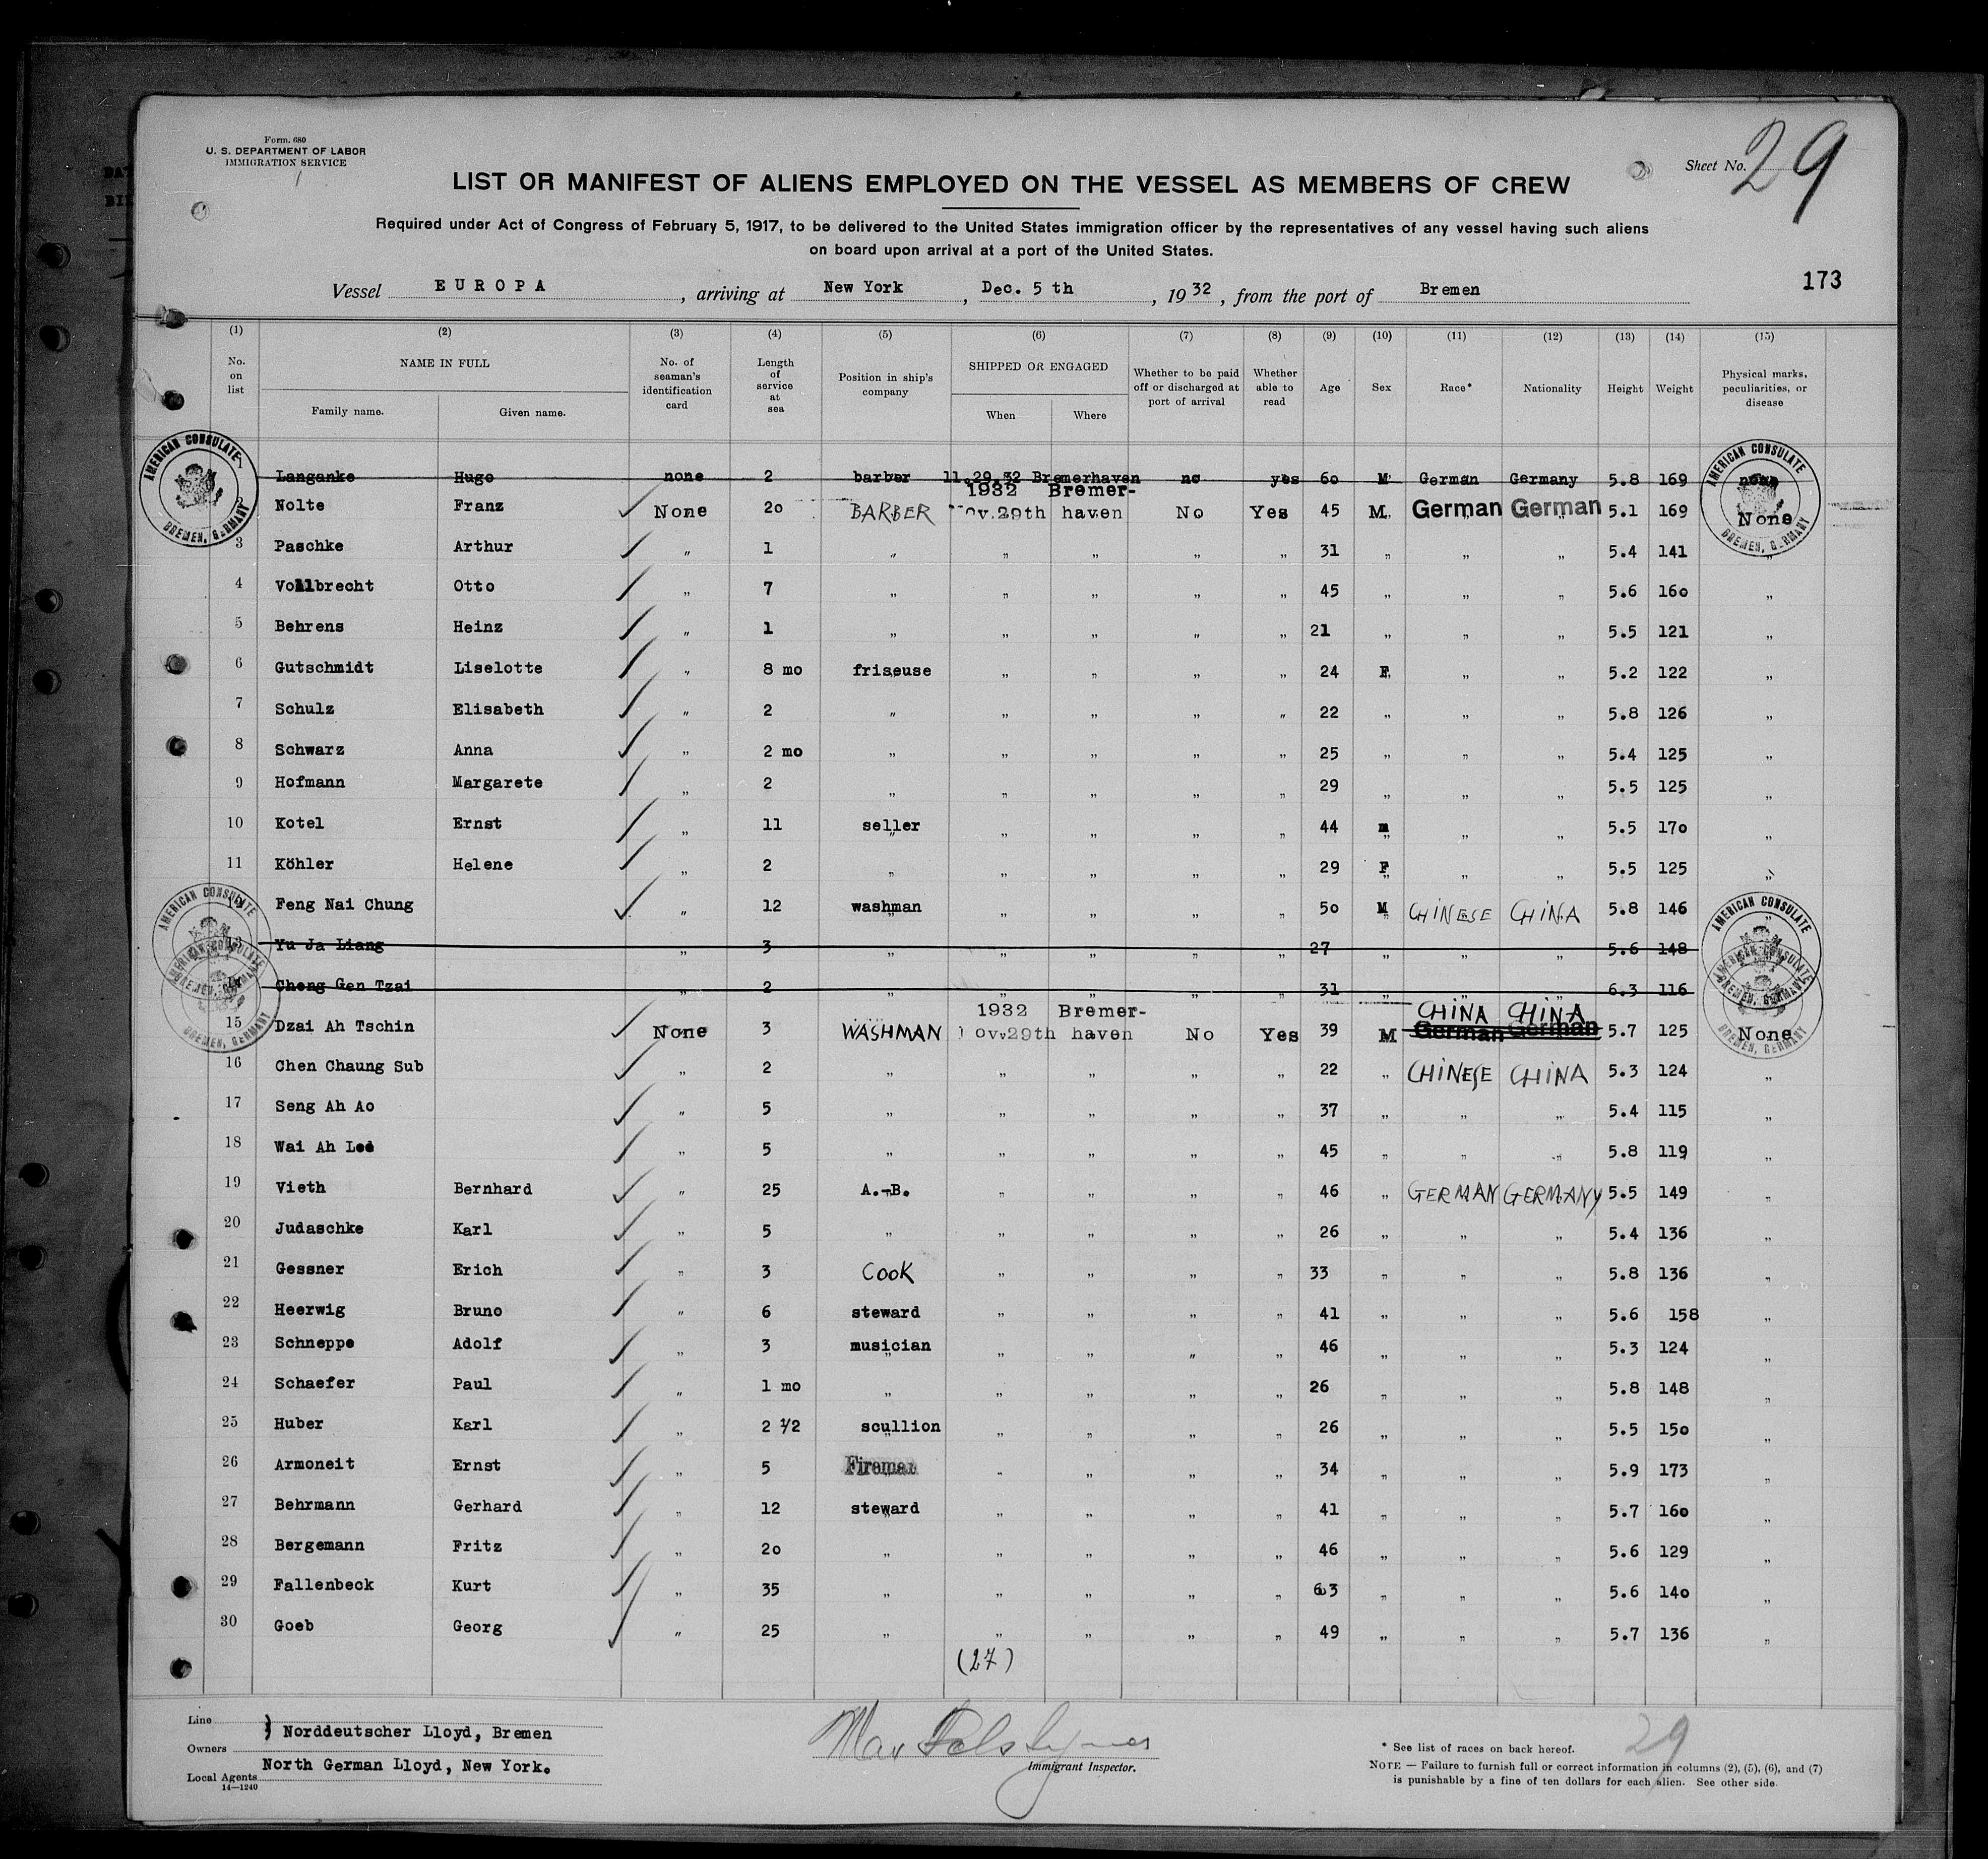 Form. 680
U. S. DEPARTMENT OF LABOR
IMMIGRATION SERVICE
Sheet No. 29
LIST OR MANIFEST OF ALIENS EMPLOYED ON THE VESSEL AS MEMBERS OF CREW
Required under Act of Congress of February 5, 1917, to be delivered to the United States immigration officer by the representatives of any vessel having such aliens
on board upon arrival at a port of the United States.
173
Vessel EUROPA, arriving at New York, Dec. 5 th, 1932, from the port of Bremen
(1) (2) (3) (4) (5) (6) (7) (8) (9) (10) (11) (12) (13) (14) (15)
No. on list NAME IN FULL Family name. Given name. No. of seaman's identification card Length of service at sea Position in ship's company SHIPPED OR ENGAGED When Where Whether to be paid off or discharged at port of arrival Whether able to read Age Sex Race* Nationality Height Weight Physical marks, peculiarities, or disease
AMERICAN CONSULATE BREMEN, GERMANY
AMERICAN CONSULATE BREMEN, GERMANY
1 Langanke Hugo none 2 barber 11.29.32 Bremerhaven no yes 60 M German Germany 5.8 169 none
2 Nolte Franz None 20 BARBER 1932 Nov.29th Bremer-haven No Yes 45 M German German 5.1 169 None
3 Paschke Arthur " 1 " " " " " 31 " " " 5.4 141 "
4 Vollbrecht Otto " 7 " " " " " 45 " " " 5.6 160 "
5 Behrens Heinz " 1 " " " " " 21 " " " 5.5 121 "
6 Gutschmidt Liselotte " 8 mo friseuse " " " " 24 F " " 5.2 122 "
7 Schulz Elisabeth " 2 " " " " " 22 " " " 5.8 126 "
8 Schwarz Anna " 2 mo " " " " " 25 " " " 5.4 125 "
9 Hofmann Margarete " 2 " " " " " 29 " " " 5.5 125 "
10 Kotel Ernst " 11 seller " " " " 44 m " " 5.5 170 "
11 Köhler Helene " 2 " " " " " 29 F " " 5.5 125 "
12 Feng Nai Chung " 12 washman " " " " 50 M CHINESE CHINA 5.8 146 "
13 Yu Ja Liang " 3 " " " " " 27 " " " 5.6 148
14 Cheng Gen Tzai " 2 " " " " " 31 " " " 6.3 116
AMERICAN CONSULATE BREMEN, GERMANY
AMERICAN CONSULATE BREMEN, GERMANY
15 Dzai Ah Tschin None 3 WASHMAN 1932 Nov.29th Bremer-haven No Yes 39 M CHINA CHINA German German 5.7 125 None
16 Chen Chaung Sub " 2 " " " " " 22 " CHINESE CHINA 5.3 124 "
17 Seng Ah Ao " 5 " " " " " 37 " " " 5.4 115 "
18 Wai Ah Lee " 5 " " " " " 45 " " " 5.8 119 "
19 Vieth Bernhard " 25 A.-B. " " " " 46 " GERMAN GERMANY 5.5 149 "
20 Judaschke Karl " 5 " " " " " 26 " " " 5.4 136 "
21 Gessner Erich " 3 COOK " " " " 33 " " " 5.8 136 "
22 Heerwig Bruno " 6 steward " " " " 41 " " " 5.6 158 "
23 Schneppe Adolf " 3 musician " " " " 46 " " " 5.3 124 "
24 Schaefer Paul " 1 mo " " " " " 26 " " " 5.8 148 "
25 Huber Karl " 2 1/2 scullion " " " " 26 " " " 5.5 150 "
26 Armoneit Ernst " 5 Fireman " " " " 34 " " " 5.9 173 "
27 Behrmann Gerhard " 12 steward " " " " 41 " " " 5.7 160 "
28 Bergemann Fritz " 20 " " " " " 46 " " " 5.6 129 "
29 Fallenbeck Kurt " 35 " " " " " 63 " " " 5.6 140 "
30 Goeb Georg " 25 " " " " " 49 " " " 5.7 136 "
(27)
Line } Norddeutscher Lloyd, Bremen
Owners
Local Agents North German Lloyd, New York.
14—1240
Immigrant Inspector.
29
* See list of races on back hereof.
NOTE — Failure to furnish full or correct information in columns (2), (5), (6), and (7)
is punishable by a fine of ten dollars for each alien. See other side.